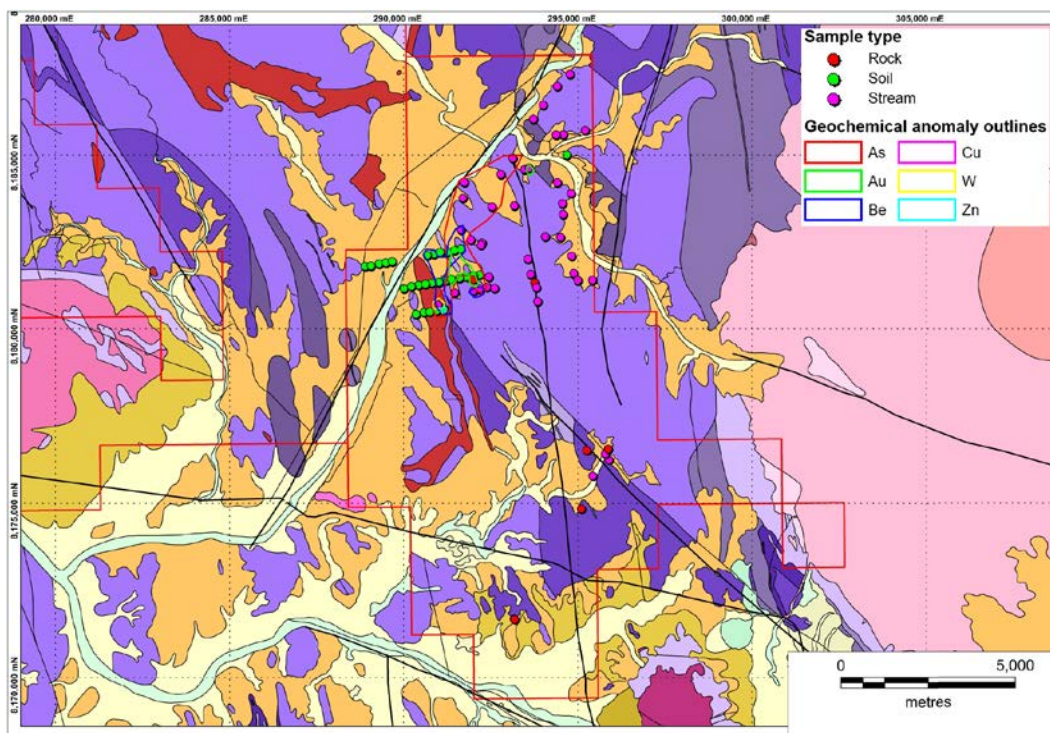 280,000 mE 285,000 mE 290,000 mE 295,000 mE 300,000 mE 305,000 mE
8,185,000 mN
8,180,000 mN
8,175,000 mN
8,170,000 mN
Sample type
Rock
Soil
Stream
Geochemical anomaly outlines
As Cu
Au W
Be Zn
0 5,000
metres